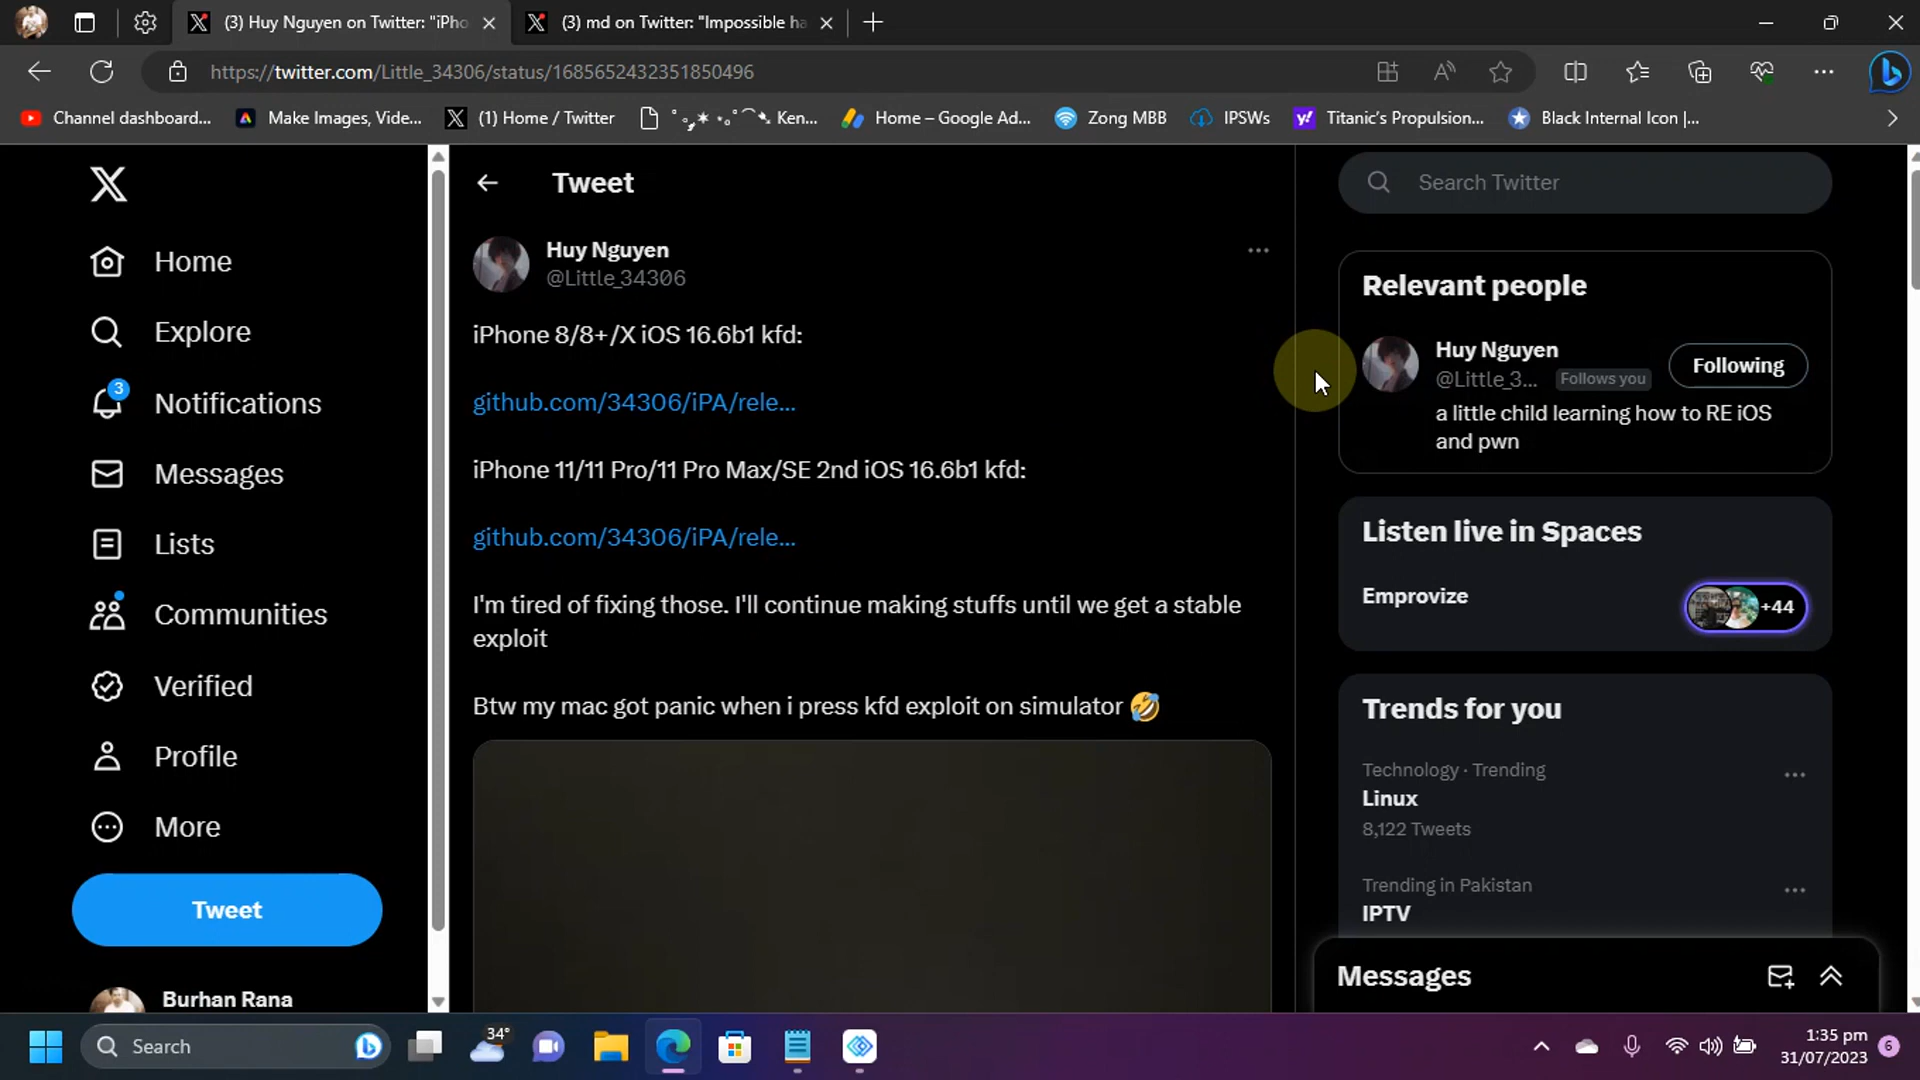 (3) Huy Nguyen on Twitter: "iPho
(3) md on Twitter: "Impossible ha
https://twitter.com/Little_34306/status/1685652432351850496
Channel dashboard...
Make Images, Vide...
(1) Home / Twitter
Ken...
Home – Google Ad...
Zong MBB
IPSWs
Titanic's Propulsion...
Black Internal Icon |...
Home
Explore
3
Notifications
Messages
Lists
Communities
Verified
Profile
More
Tweet
Burhan Rana
Tweet
Huy Nguyen
@Little_34306
iPhone 8/8+/X iOS 16.6b1 kfd:
github.com/34306/iPA/rele...
iPhone 11/11 Pro/11 Pro Max/SE 2nd iOS 16.6b1 kfd:
github.com/34306/iPA/rele...
I'm tired of fixing those. I'll continue making stuffs until we get a stable
exploit
Btw my mac got panic when i press kfd exploit on simulator 🤣
Search Twitter
Relevant people
Huy Nguyen
@Little_3... Follows you
Following
a little child learning how to RE iOS
and pwn
Listen live in Spaces
Emprovize
+44
Trends for you
Technology · Trending
Linux
8,122 Tweets
Trending in Pakistan
IPTV
Messages
Search
34°
1:35 pm
31/07/2023
6